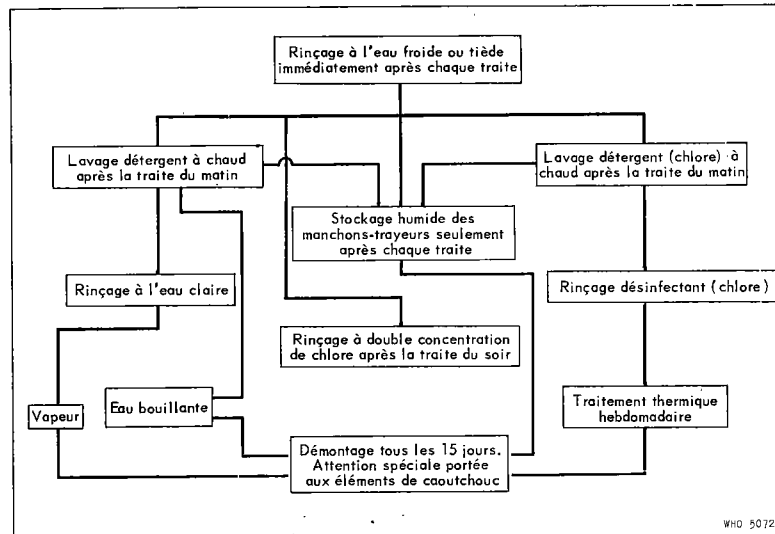 Rinçage à l'eau froide ou tiède
immédiatement après chaque traite
Lavage détergent à chaud
après la traite du matin
Lavage détergent (chlore) à
chaud après la traite du matin
Stockage humide des
manchons-trayeurs seulement
après chaque traite
Rinçage à l'eau claire
Rinçage désinfectant (chlore)
Rinçage à double concentration
de chlore après la traite du soir
Vapeur
Eau bouillante
Traitement thermique
hebdomadaire
Démontage tous les 15 jours.
Attention spéciale portée
aux éléments de caoutchouc
WHO 5072